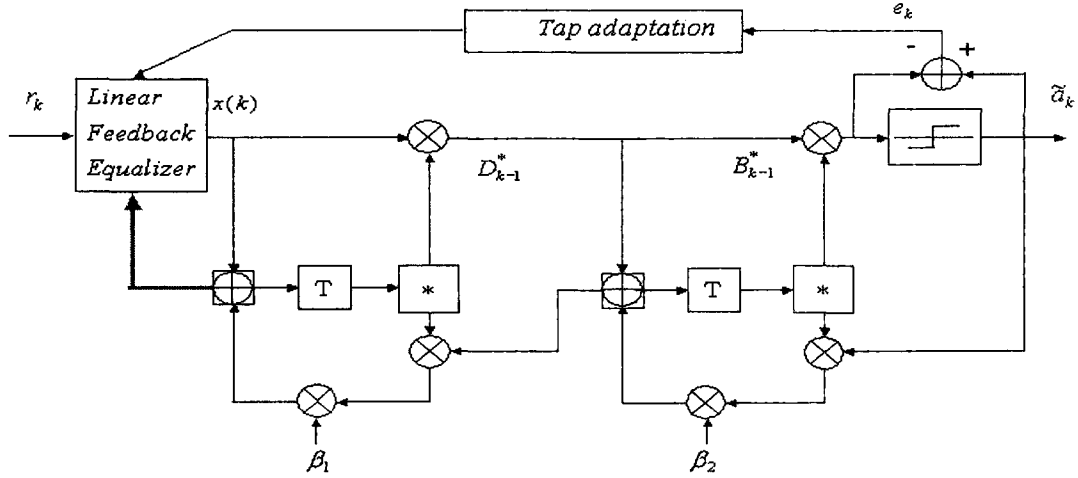 e_k
Tap adaptation
- +
r_k
Linear
Feedback
Equalizer
x(k)
ã_k
D*_{k-1}
B*_{k-1}
T
*
T
*
β_1
β_2